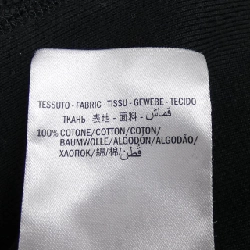 TESSUTO-FABRIC TISSU-GEWEBE-TECIDO
ТКАНЬ 表地 - 面料 - قماش
100% COTONE/COTTON/COTON/
BAUMWOLLE/ALGODON/ALGODÃO/
ХЛОПОК/綿/棉/قطن